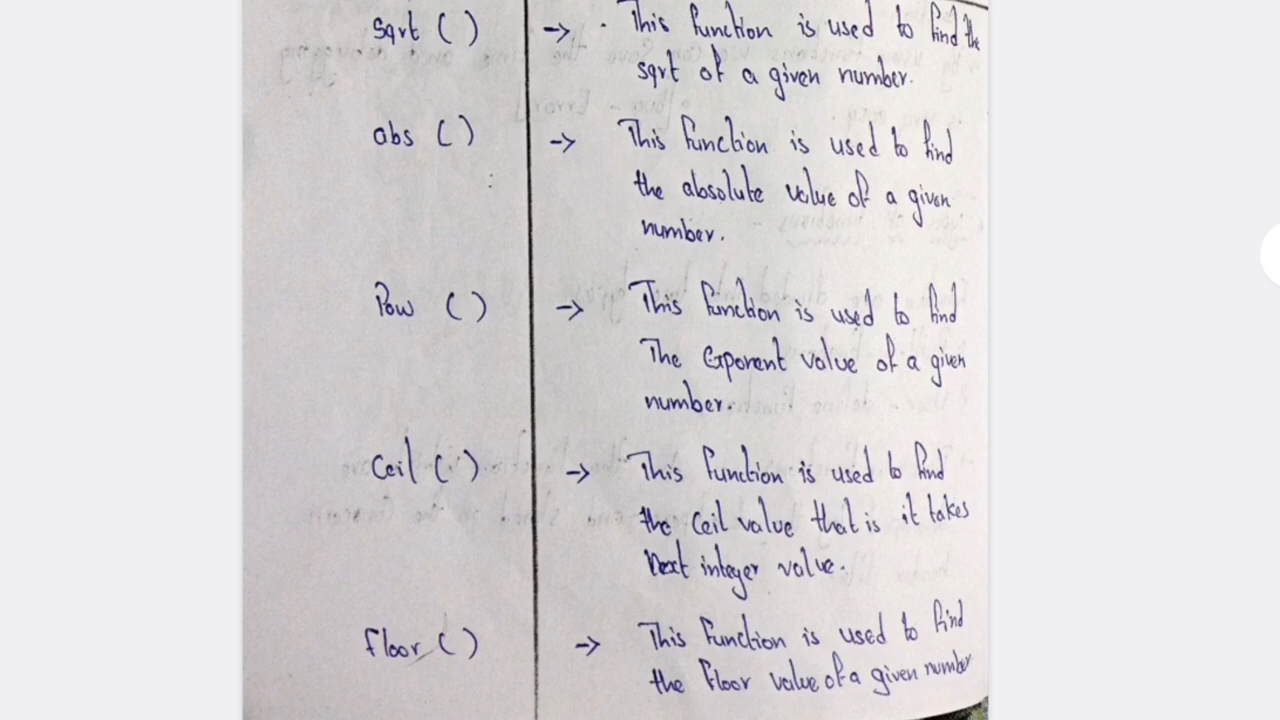 Sqrt ( ) → This function is used to find the
sqrt of a given number.
abs ( ) → This function is used to find
the absolute value of a given
number.
Pow ( ) → This function is used to find
The Exponent value of a given
number.
Ceil ( ) → This function is used to find
the Ceil value that is it takes
Next integer value.
floor ( ) → This function is used to find
the floor value of a given number